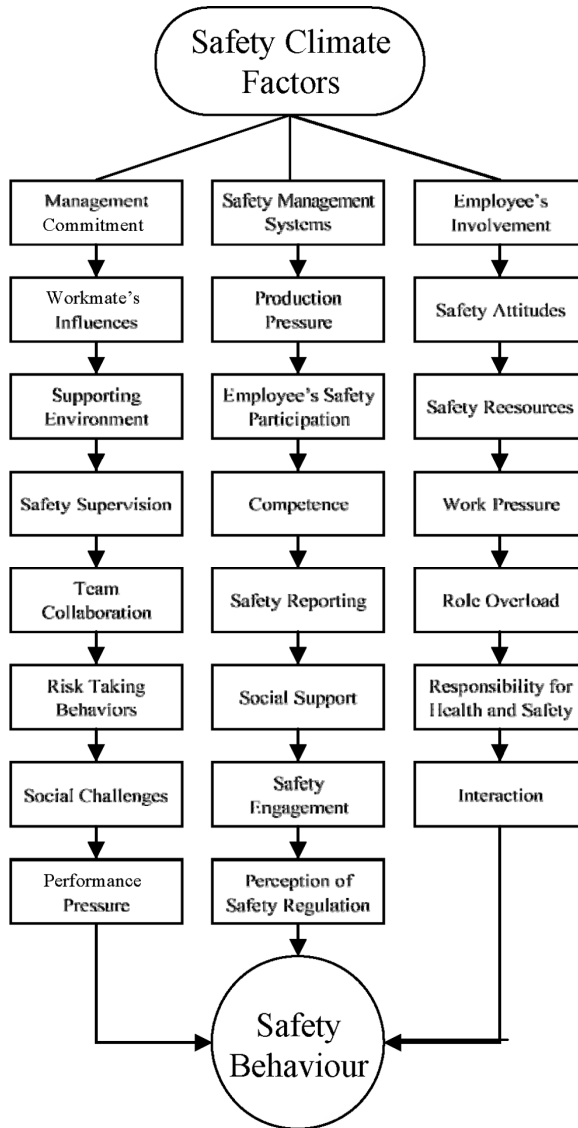 Safety Climate
Factors
Management
Commitment
Safety Management
Systems
Employee's
Involvement
Workmate's
Influences
Production
Pressure
Safety Attitudes
Supporting
Environment
Employee's Safety
Participation
Safety Reesources
Safety Supervision
Competence
Work Pressure
Team
Collaboration
Safety Reporting
Role Overload
Risk Taking
Behaviors
Social Support
Responsibility for
Health and Safety
Social Challenges
Safety
Engagement
Interaction
Performance
Pressure
Perception of
Safety Regulation
Safety
Behaviour